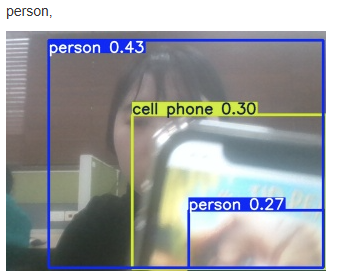 person,
person 0.43
cell phone 0.30
person 0.27